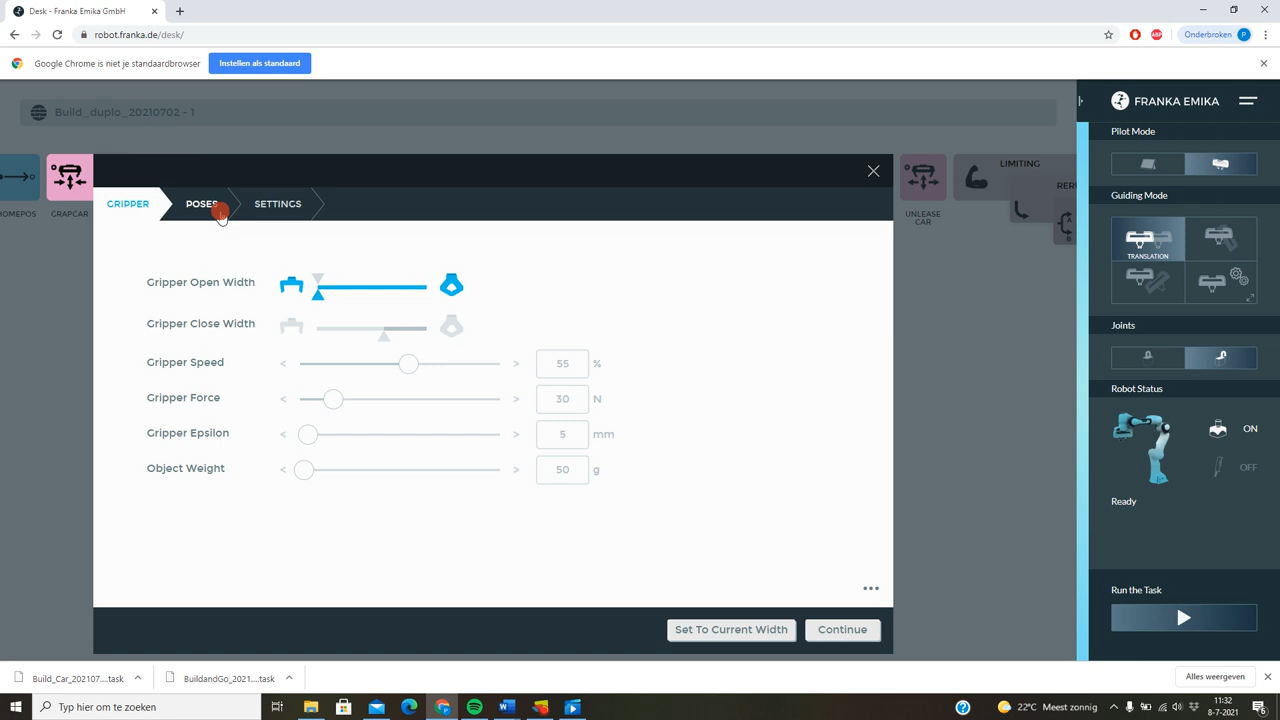 Desk - Franka Emika GmbH
robot.franka.de/desk/
Onderbroken P
Google Chrome is niet je standaardbrowser
Instellen als standaard
Build_duplo_20210702 - 1
FRANKA EMIKA
Pilot Mode
Guiding Mode
TRANSLATION
Joints
Robot Status
ON
OFF
Ready
Run the Task
HOMEPOS
GRAPCAR
UNLEASE
CAR
LIMITING
A
B
GRIPPER
POSES
SETTINGS
Gripper Open Width
Gripper Close Width
Gripper Speed < > 55 %
Gripper Force < > 30 N
Gripper Epsilon < > 5 mm
Object Weight < > 50 g
Set To Current Width
Continue
Build_Car_202107....task
BuildandGo_2021....task
Alles weergeven
Typ hier om te zoeken
22°C Meest zonnig
11:32
8-7-2021